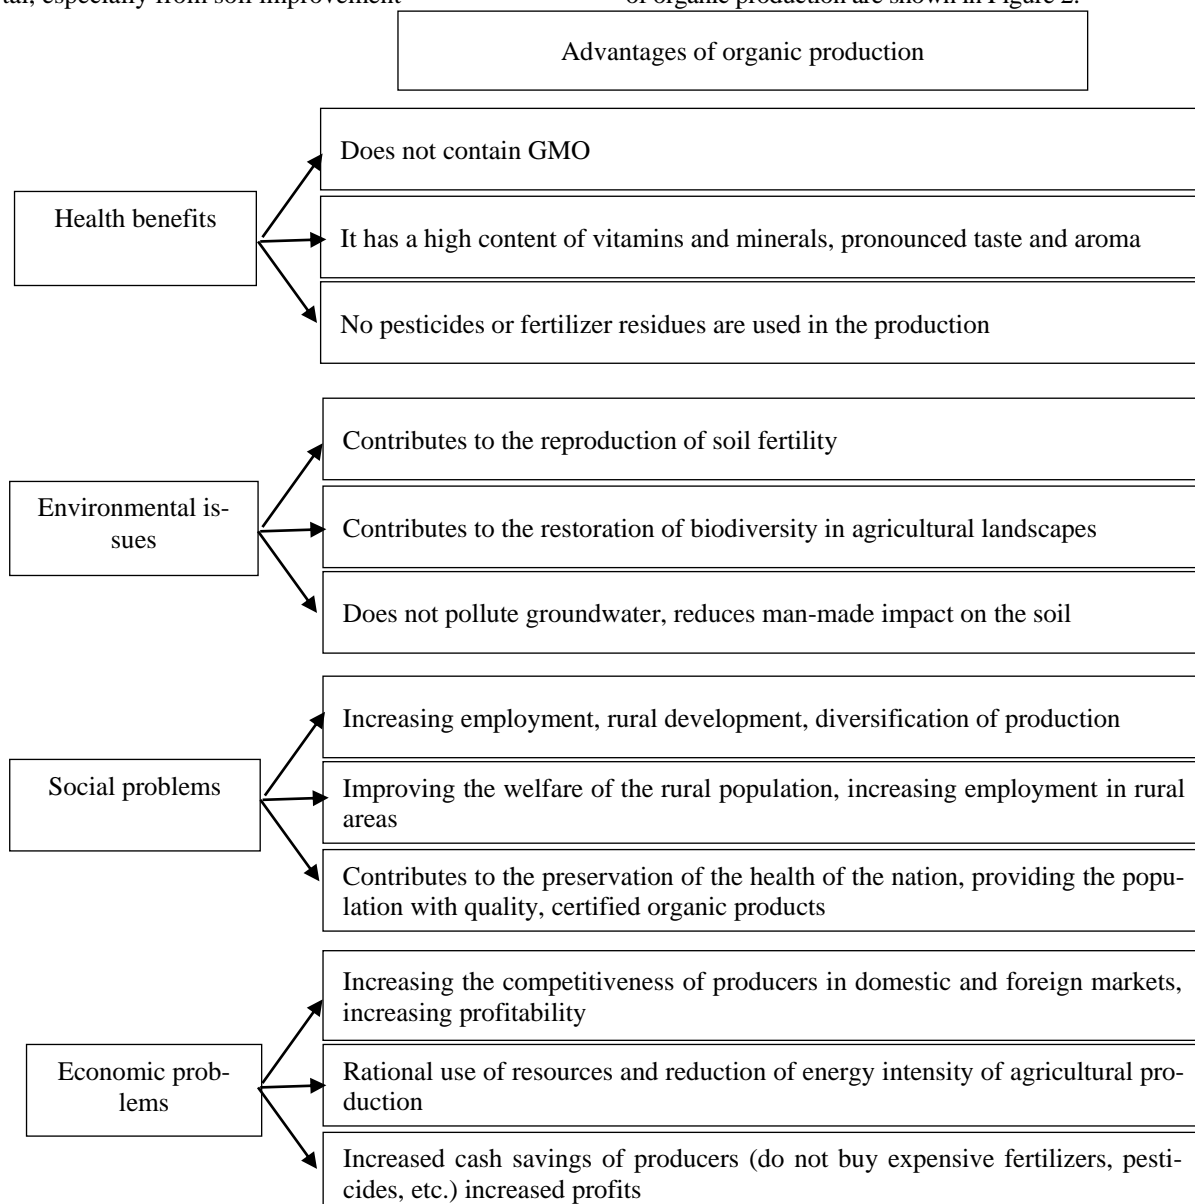 especially from soil improvement
of organic production are shown in Figure 2.
Advantages of organic production
Health benefits
Does not contain GMO
It has a high content of vitamins and minerals, pronounced taste and aroma
No pesticides or fertilizer residues are used in the production
Environmental is-
sues
Contributes to the reproduction of soil fertility
Contributes to the restoration of biodiversity in agricultural landscapes
Does not pollute groundwater, reduces man-made impact on the soil
Social problems
Increasing employment, rural development, diversification of production
Improving the welfare of the rural population, increasing employment in rural
areas
Contributes to the preservation of the health of the nation, providing the popu-
lation with quality, certified organic products
Economic prob-
lems
Increasing the competitiveness of producers in domestic and foreign markets,
increasing profitability
Rational use of resources and reduction of energy intensity of agricultural pro-
duction
Increased cash savings of producers (do not buy expensive fertilizers, pesti-
cides, etc.) increased profits